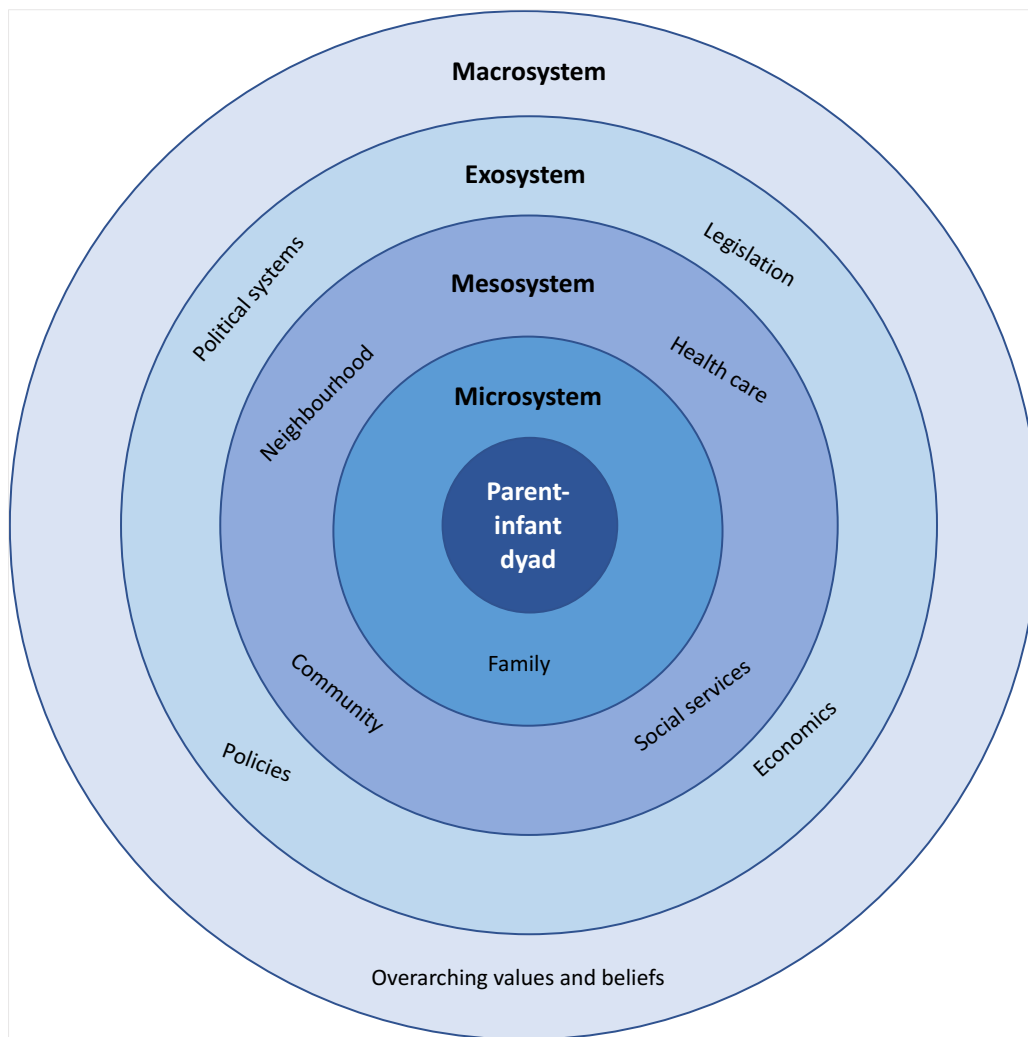 Macrosystem
Exosystem
Legislation
Political systems
Mesosystem
Health care
Neighbourhood
Microsystem
Parent-
infant
dyad
Family
Community
Social services
Economics
Policies
Overarching values and beliefs